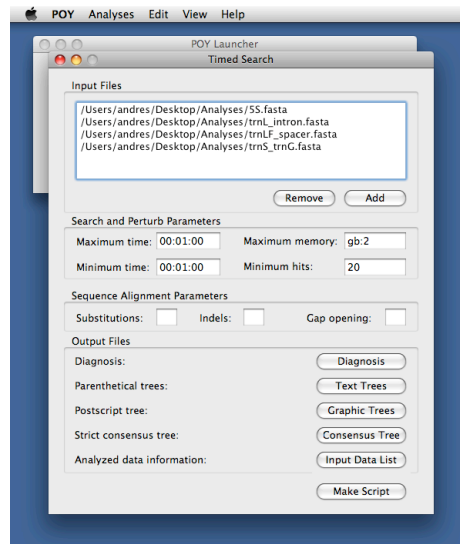 POY Analyses Edit View Help
POY Launcher
Timed Search
Input Files
/Users/andres/Desktop/Analyses/5S.fasta
/Users/andres/Desktop/Analyses/trnL_intron.fasta
/Users/andres/Desktop/Analyses/trnLF_spacer.fasta
/Users/andres/Desktop/Analyses/trnS_trnG.fasta
Remove Add
Search and Perturb Parameters
Maximum time: 00:01:00 Maximum memory: gb:2
Minimum time: 00:01:00 Minimum hits: 20
Sequence Alignment Parameters
Substitutions: Indels: Gap opening:
Output Files
Diagnosis: Diagnosis
Parenthetical trees: Text Trees
Postscript tree: Graphic Trees
Strict consensus tree: Consensus Tree
Analyzed data information: Input Data List
Make Script